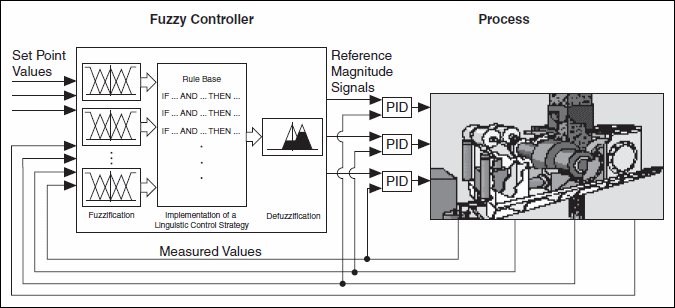 Fuzzy Controller
Process
Set Point
Values
Reference
Magnitude
Signals
Rule Base
IF ... AND ... THEN ...
IF ... AND ... THEN ...
IF ... AND ... THEN ...
PID
PID
PID
Fuzzification
Implementation of a
Linguistic Control Strategy
Defuzzification
Measured Values